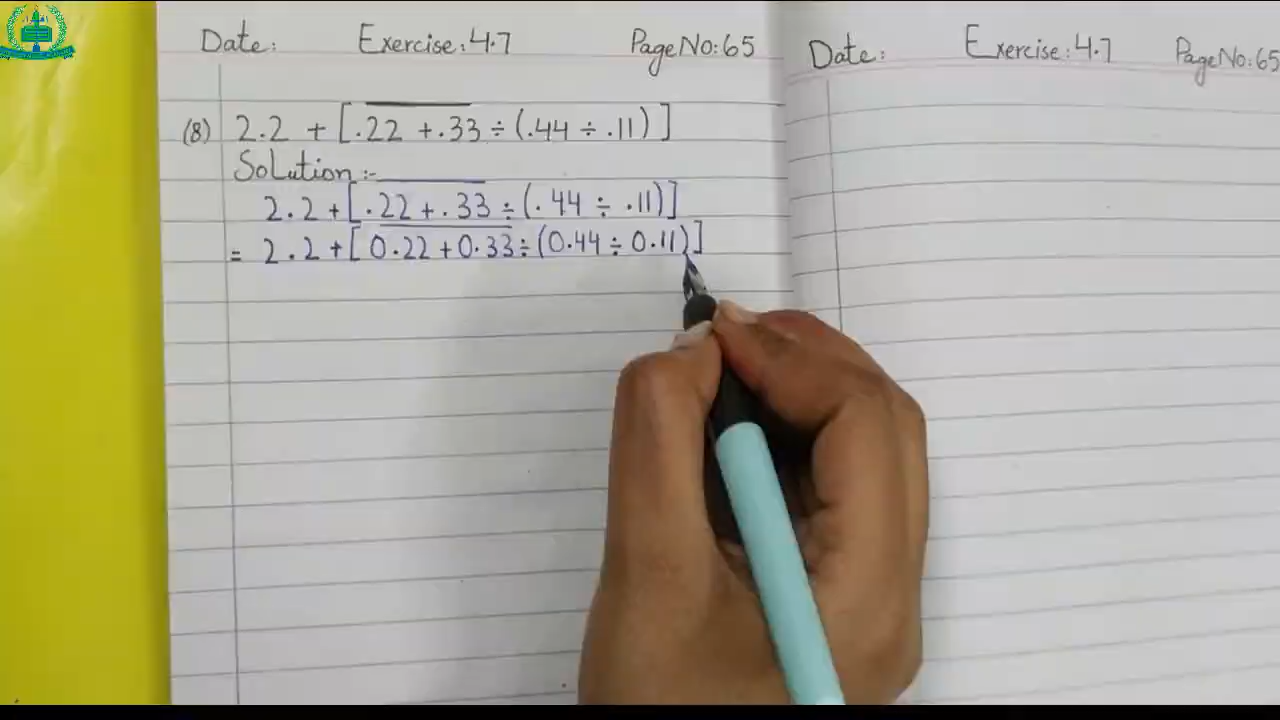 Date: Exercise: 4.7 Page No: 65
(8) 2.2 + [.22 + .33 ÷ (.44 ÷ .11)]
Solution:-
2.2 + [.22 + .33 ÷ (.44 ÷ .11)]
= 2.2 + [0.22 + 0.33 ÷ (0.44 ÷ 0.11)]
Date: Exercise: 4.7 Page No: 65